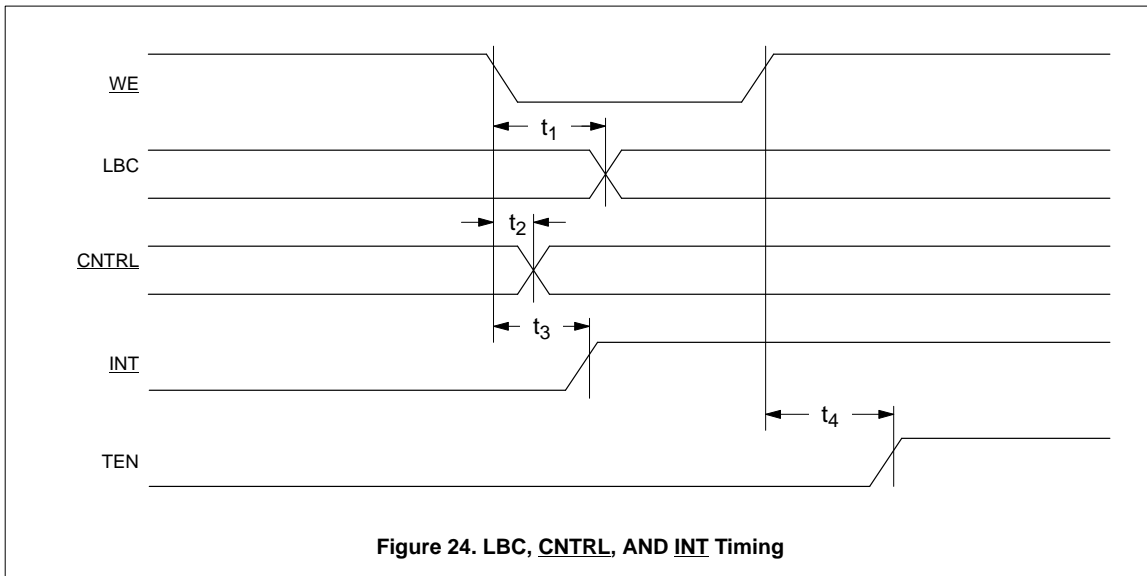 WE
t1
LBC
t2
CNTRL
t3
INT
t4
TEN
Figure 24. LBC, CNTRL, AND INT Timing